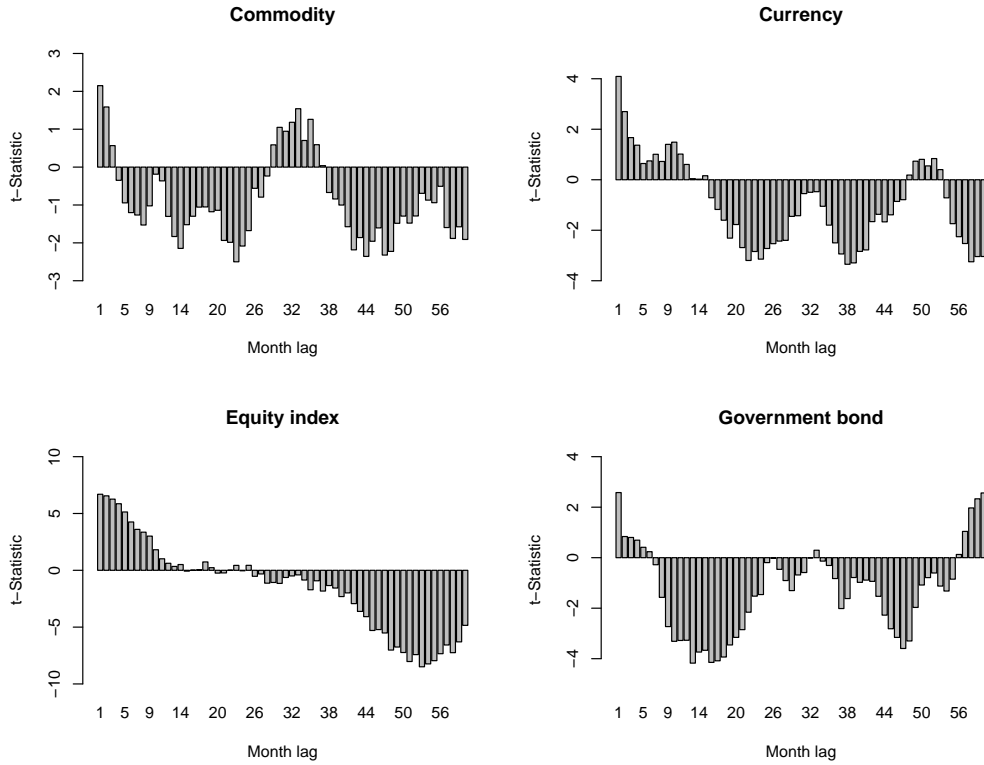 Commodity
t−Statistic
3
2
1
0
−1
−2
−3
1 5 9 14 20 26 32 38 44 50 56
Month lag
Currency
t−Statistic
4
2
0
−2
−4
1 5 9 14 20 26 32 38 44 50 56
Month lag
Equity index
t−Statistic
10
5
0
−5
−10
1 5 9 14 20 26 32 38 44 50 56
Month lag
Government bond
t−Statistic
4
2
0
−2
−4
1 5 9 14 20 26 32 38 44 50 56
Month lag